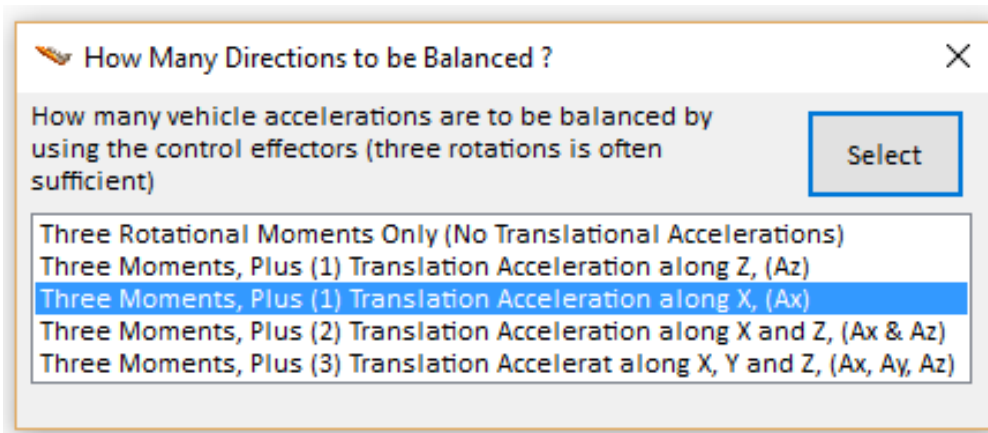 How Many Directions to be Balanced ?
How many vehicle accelerations are to be balanced by
using the control effectors (three rotations is often
sufficient)
Select
Three Rotational Moments Only (No Translational Accelerations)
Three Moments, Plus (1) Translation Acceleration along Z, (Az)
Three Moments, Plus (1) Translation Acceleration along X, (Ax)
Three Moments, Plus (2) Translation Acceleration along X and Z, (Ax & Az)
Three Moments, Plus (3) Translation Accelerat along X, Y and Z, (Ax, Ay, Az)